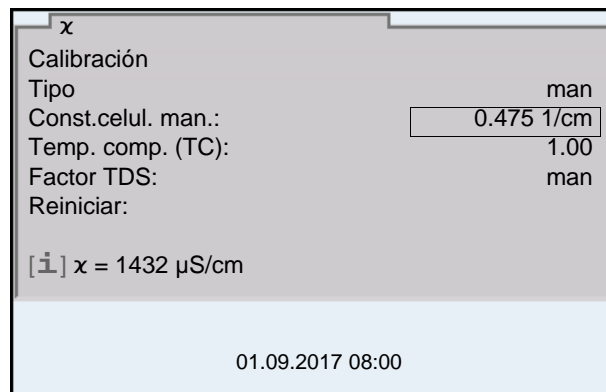 ϰ
Calibración
Tipo man
Const.celul. man.: 0.475 1/cm
Temp. comp. (TC): 1.00
Factor TDS: man
Reiniciar:
[i] ϰ = 1432 µS/cm
01.09.2017 08:00